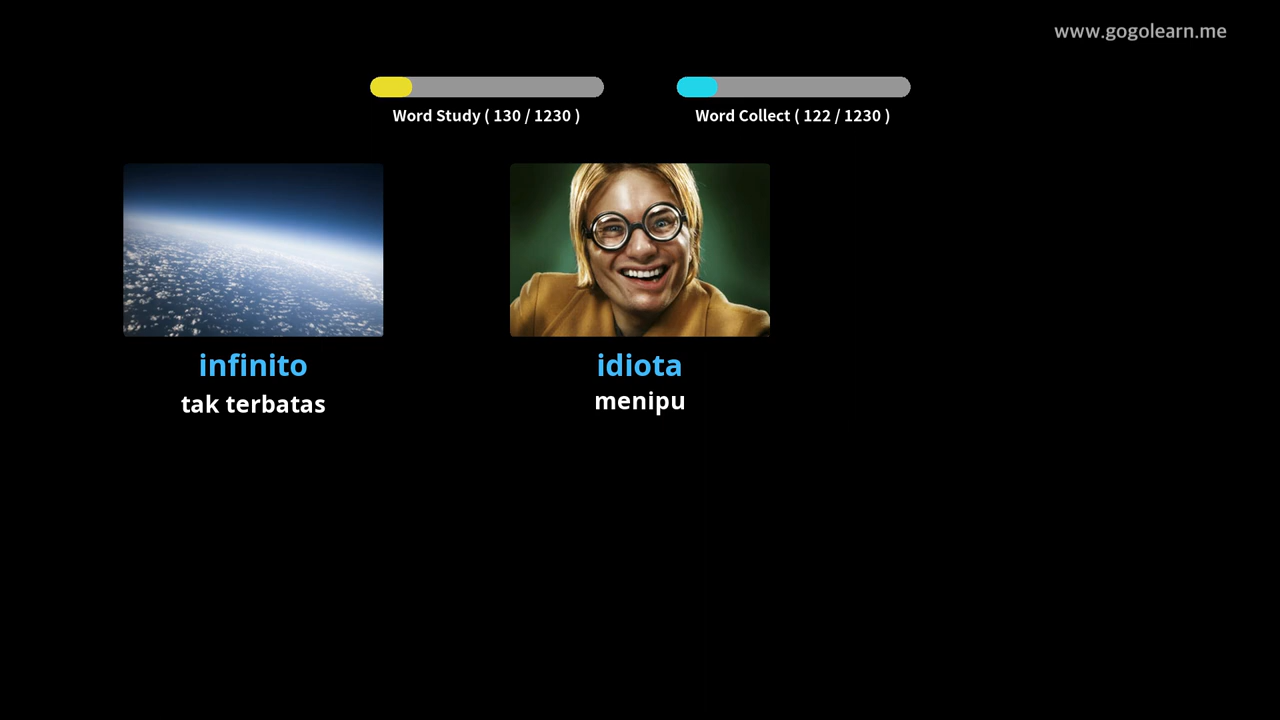 www.gogolearn.me
Word Study ( 130 / 1230 )
Word Collect ( 122 / 1230 )
infinito
tak terbatas
idiota
menipu